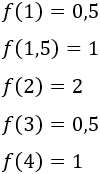 f(1) = 0,5
f(1,5) = 1
f(2) = 2
f(3) = 0,5
f(4) = 1